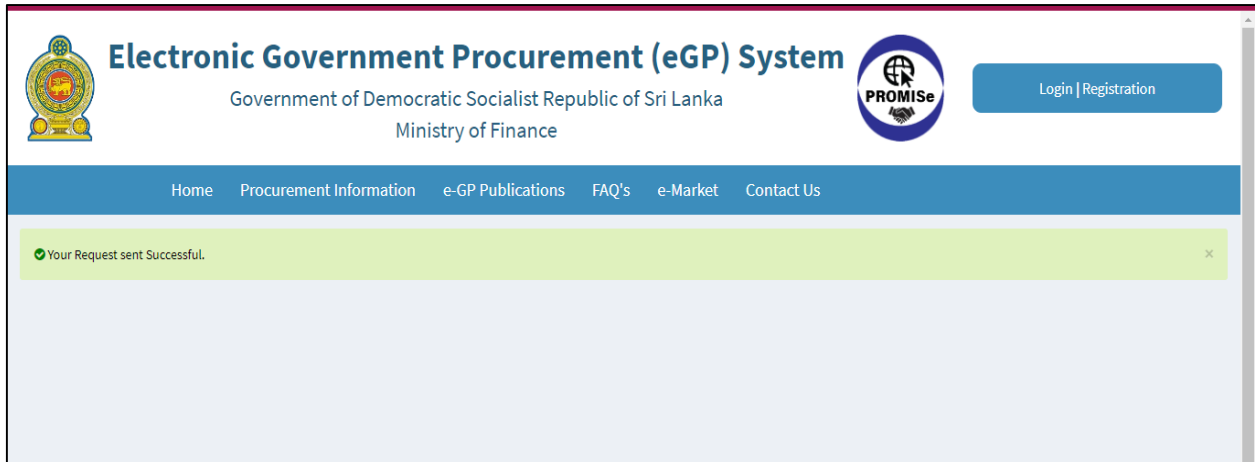 Electronic Government Procurement (eGP) System
Government of Democratic Socialist Republic of Sri Lanka
Ministry of Finance
PROMISe
Login | Registration
Home Procurement Information e-GP Publications FAQ's e-Market Contact Us
Your Request sent Successful.
×